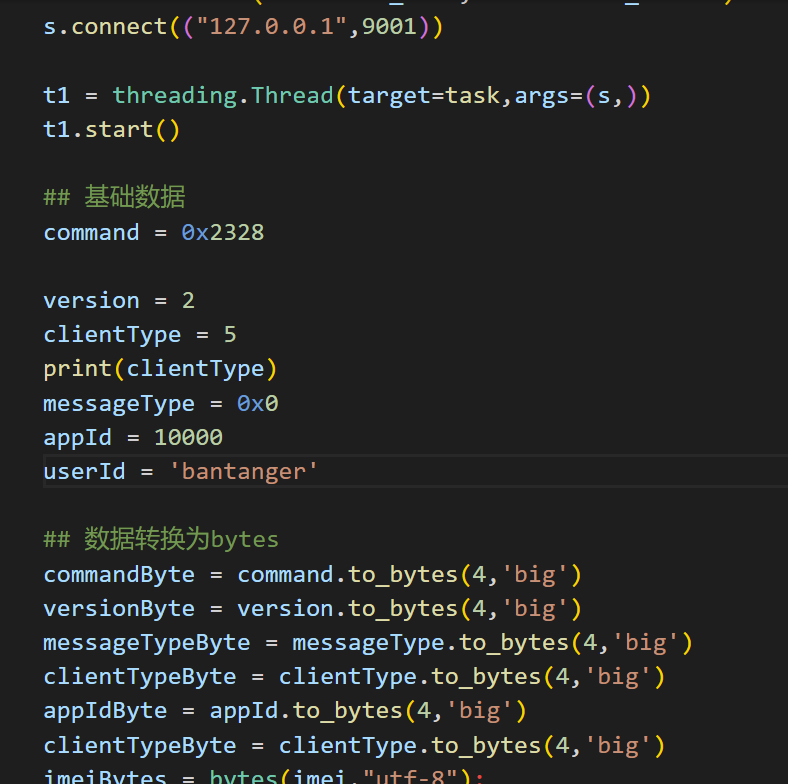 s.connect(("127.0.0.1",9001))
t1 = threading.Thread(target=task,args=(s,))
t1.start()
## 基础数据
command = 0x2328
version = 2
clientType = 5
print(clientType)
messageType = 0x0
appId = 10000
userId = 'bantanger'
## 数据转换为bytes
commandByte = command.to_bytes(4,'big')
versionByte = version.to_bytes(4,'big')
messageTypeByte = messageType.to_bytes(4,'big')
clientTypeByte = clientType.to_bytes(4,'big')
appIdByte = appId.to_bytes(4,'big')
clientTypeByte = clientType.to_bytes(4,'big')
imeiBytes = bytes(imei,"utf-8");